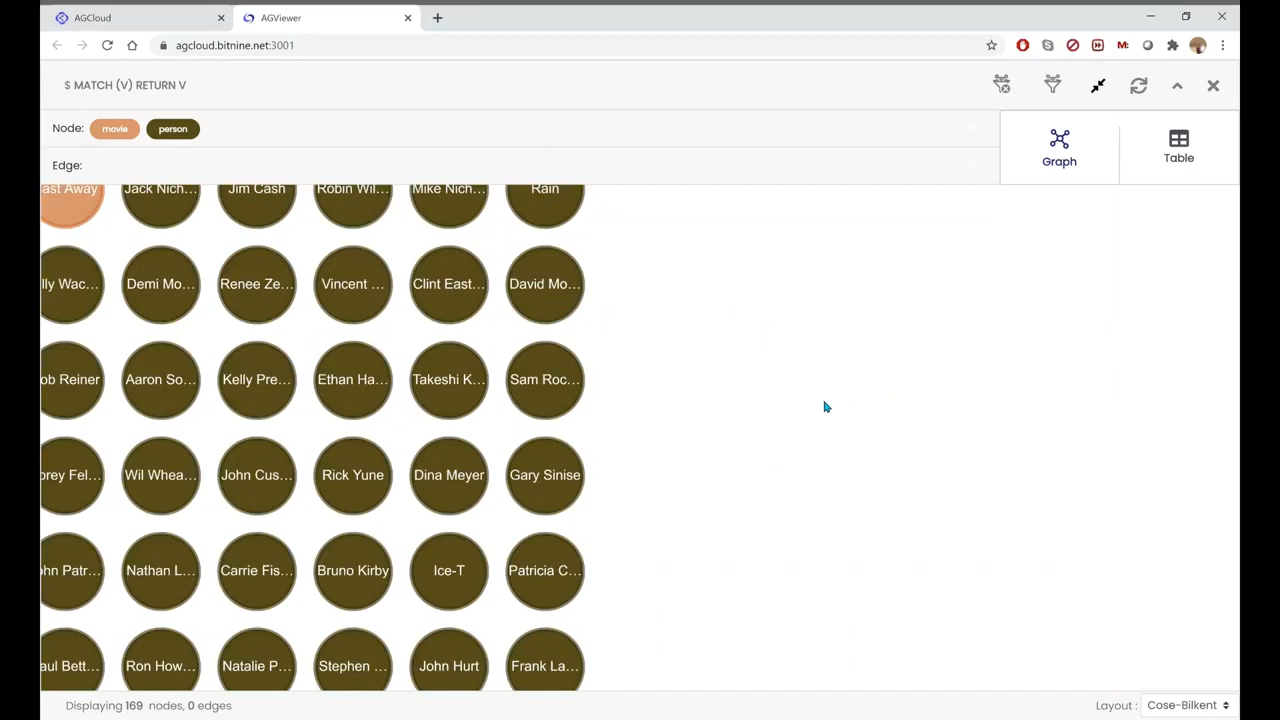 AGCloud
AGViewer
agcloud.bitnine.net:3001
M:
$ MATCH (V) RETURN V
Node: movie person
Edge:
Graph
Table
ast Away Jack Nich... Jim Cash Robin Wil... Mike Nich... Rain
lly Wac... Demi Mo... Renee Ze... Vincent ... Clint East... David Mo...
ob Reiner Aaron So... Kelly Pre... Ethan Ha... Takeshi K... Sam Roc...
orey Fel... Wil Whea... John Cus... Rick Yune Dina Meyer Gary Sinise
ohn Patr... Nathan L... Carrie Fis... Bruno Kirby Ice-T Patricia C...
aul Bett... Ron How... Natalie P... Stephen ... John Hurt Frank La...
Displaying 169 nodes, 0 edges
Layout : Cose-Bilkent